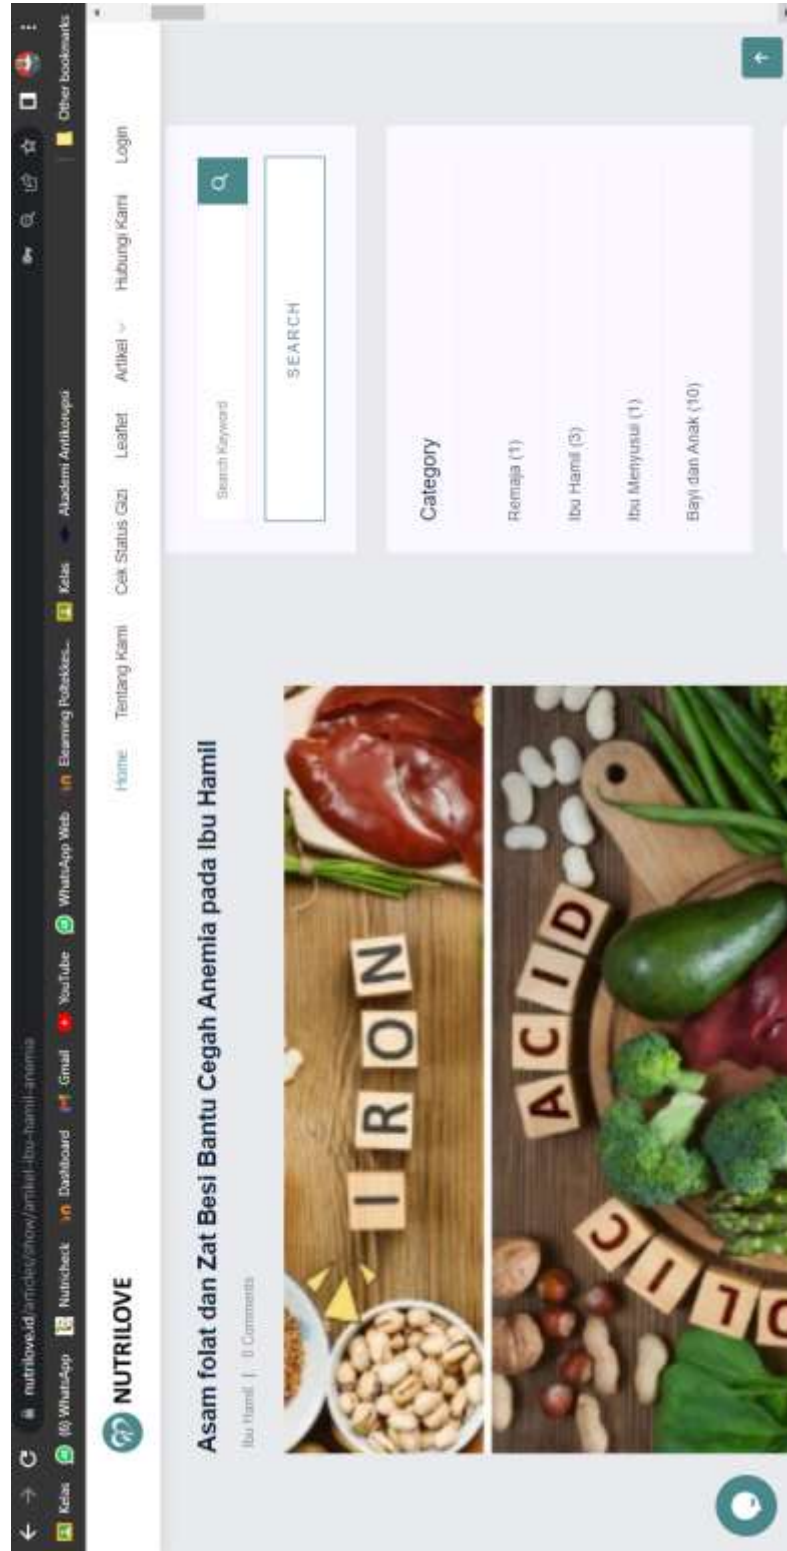 nutrilove.id/articles/show/artikel-ibu-hamil-anemia
Kelas (6) WhatsApp Nutricheck Dashboard Gmail YouTube WhatsApp Web Elearning Poltekkes... Kelas Akademi Antikorupsi Other bookmarks
NUTRILOVE
Home Tentang Kami Cek Status Gizi Leaflet Artikel Hubungi Kami Login
Asam folat dan Zat Besi Bantu Cegah Anemia pada Ibu Hamil
Ibu Hamil | 0 Comments
IRON
OLIC ACID
Search Keyword
SEARCH
Category
Remaja (1)
Ibu Hamil (3)
Ibu Menyusui (1)
Bayi dan Anak (10)